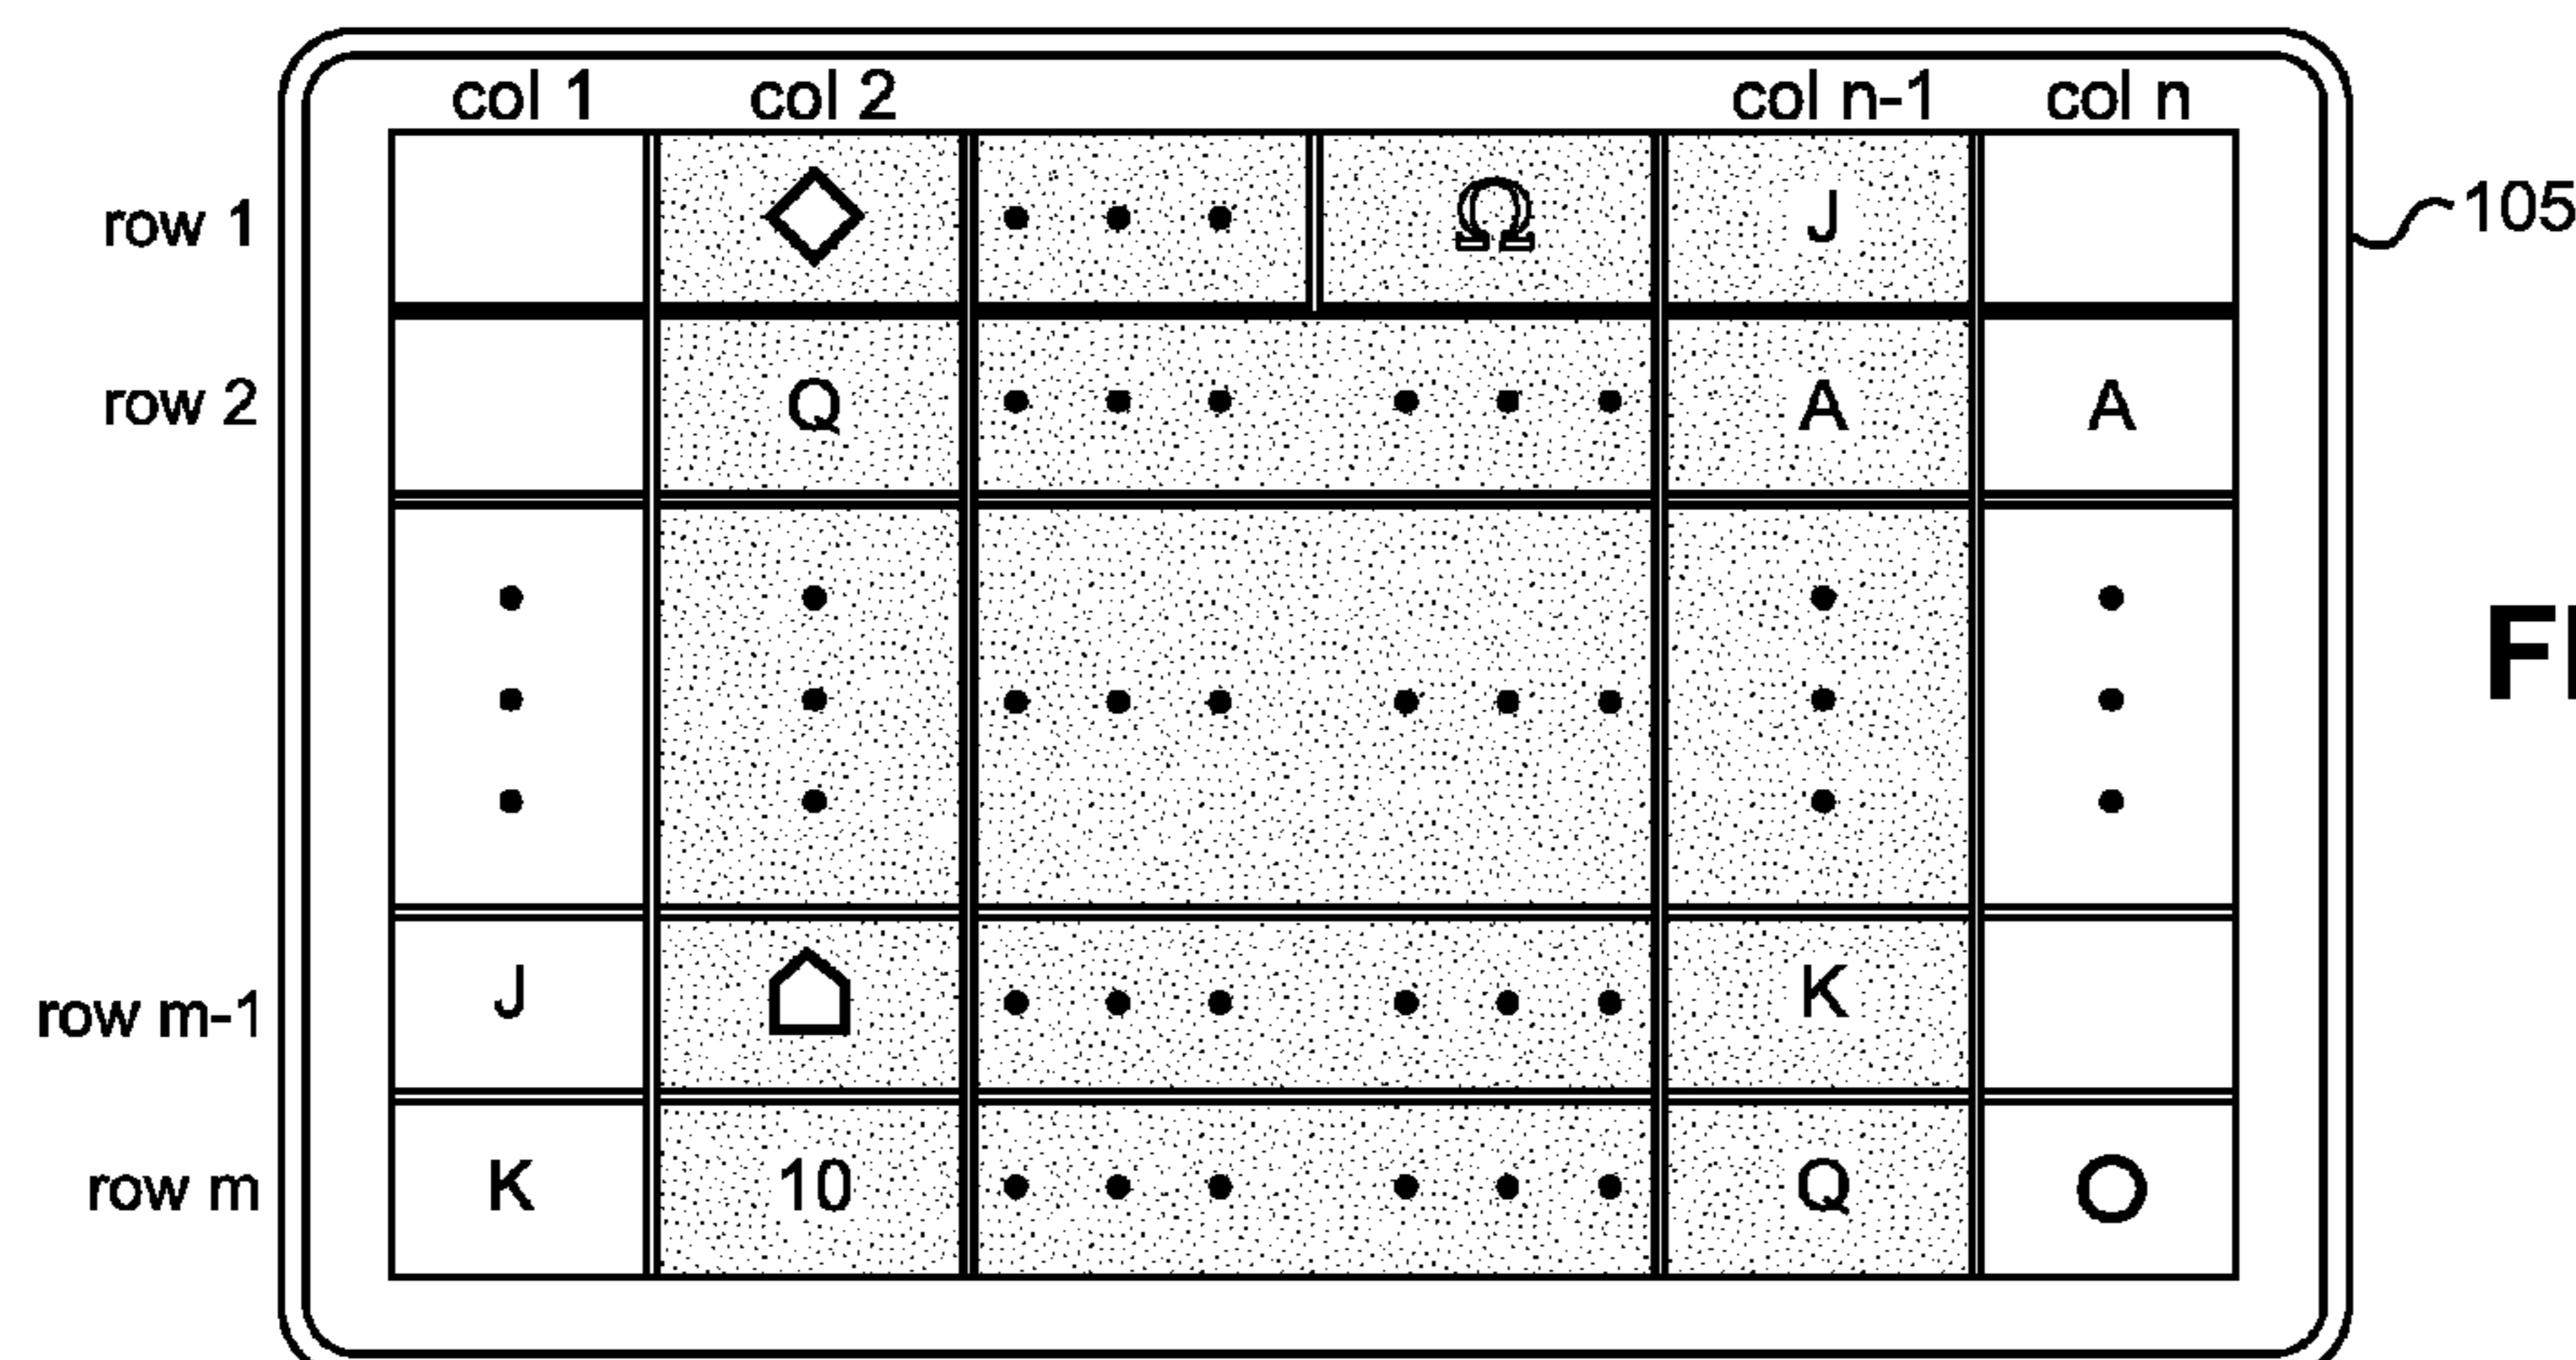 col 1 col 2 col n-1 col n
row 1 Ω J
105
row 2 Q A A
row m-1 J K
row m K 10 Q